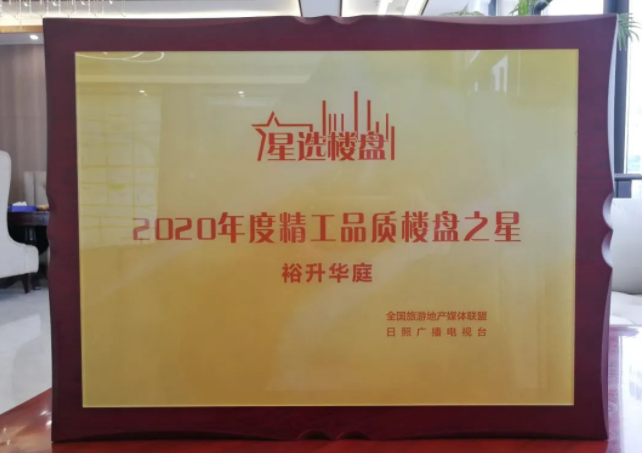 星选楼盘
2020年度精工品质楼盘之星
裕升华庭
全国旅游地产媒体联盟
日照广播电视台